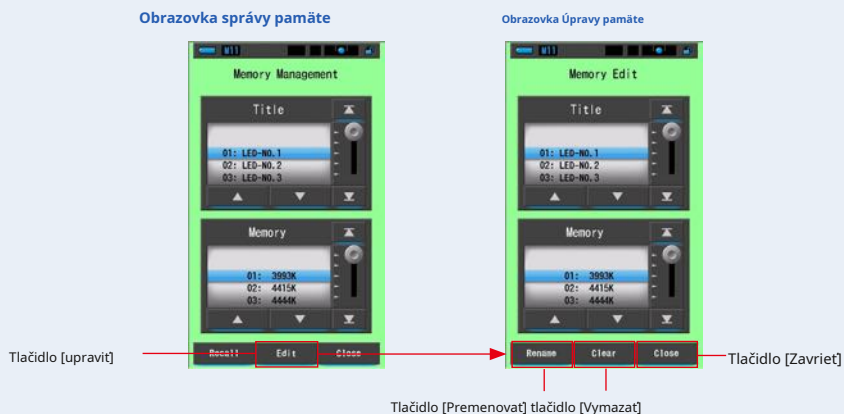 Obrazovka správy pamäte
Obrazovka Úpravy pamäte
M11
Memory Management
Title
01: LED-NO.1
02: LED-NO.2
03: LED-NO.3
Memory
01: 3993K
02: 4415K
03: 4444K
Recall Edit Close
M11
Memory Edit
Title
01: LED-NO.1
02: LED-NO.2
03: LED-NO.3
Memory
01: 3993K
02: 4415K
03: 4444K
Rename Clear Close
Tlačidlo [upraviť]
Tlačidlo [Zavrieť]
Tlačidlo [Premenovať] tlačidlo [Vymazať]